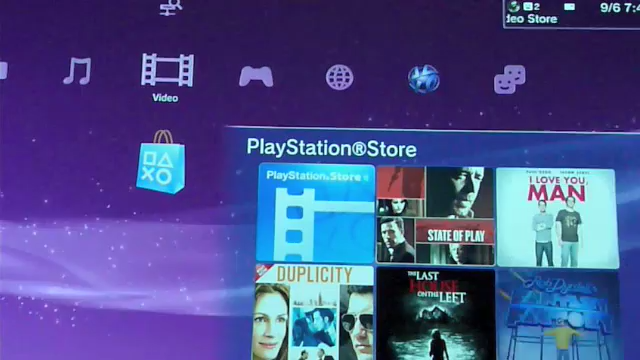 2
9/6 7:4
deo Store
Video
PlayStation®Store
PlayStation®Store
I LOVE YOU,
MAN
STATE OF PLAY
DUPLICITY
THE
LAST
HOUSE
ON THE
LEFT